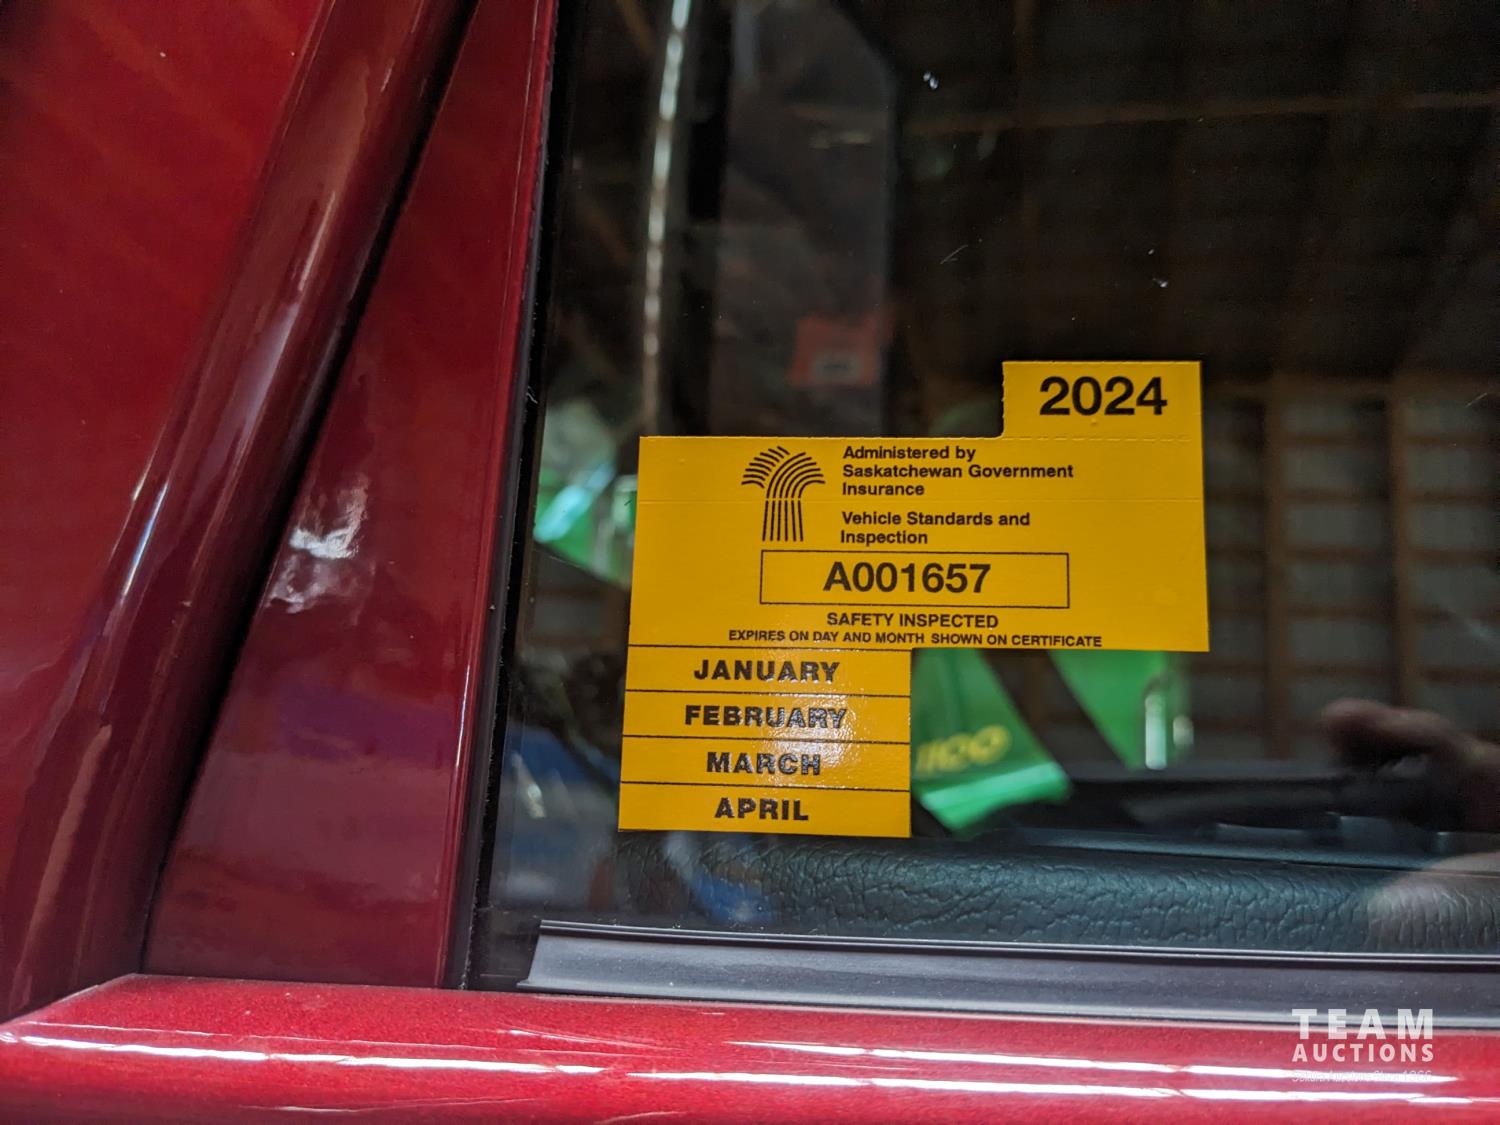 2024
Administered by
Saskatchewan Government
Insurance
Vehicle Standards and
Inspection
A001657
SAFETY INSPECTED
EXPIRES ON DAY AND MONTH SHOWN ON CERTIFICATE
JANUARY
FEBRUARY
MARCH
APRIL
TEAM
AUCTIONS